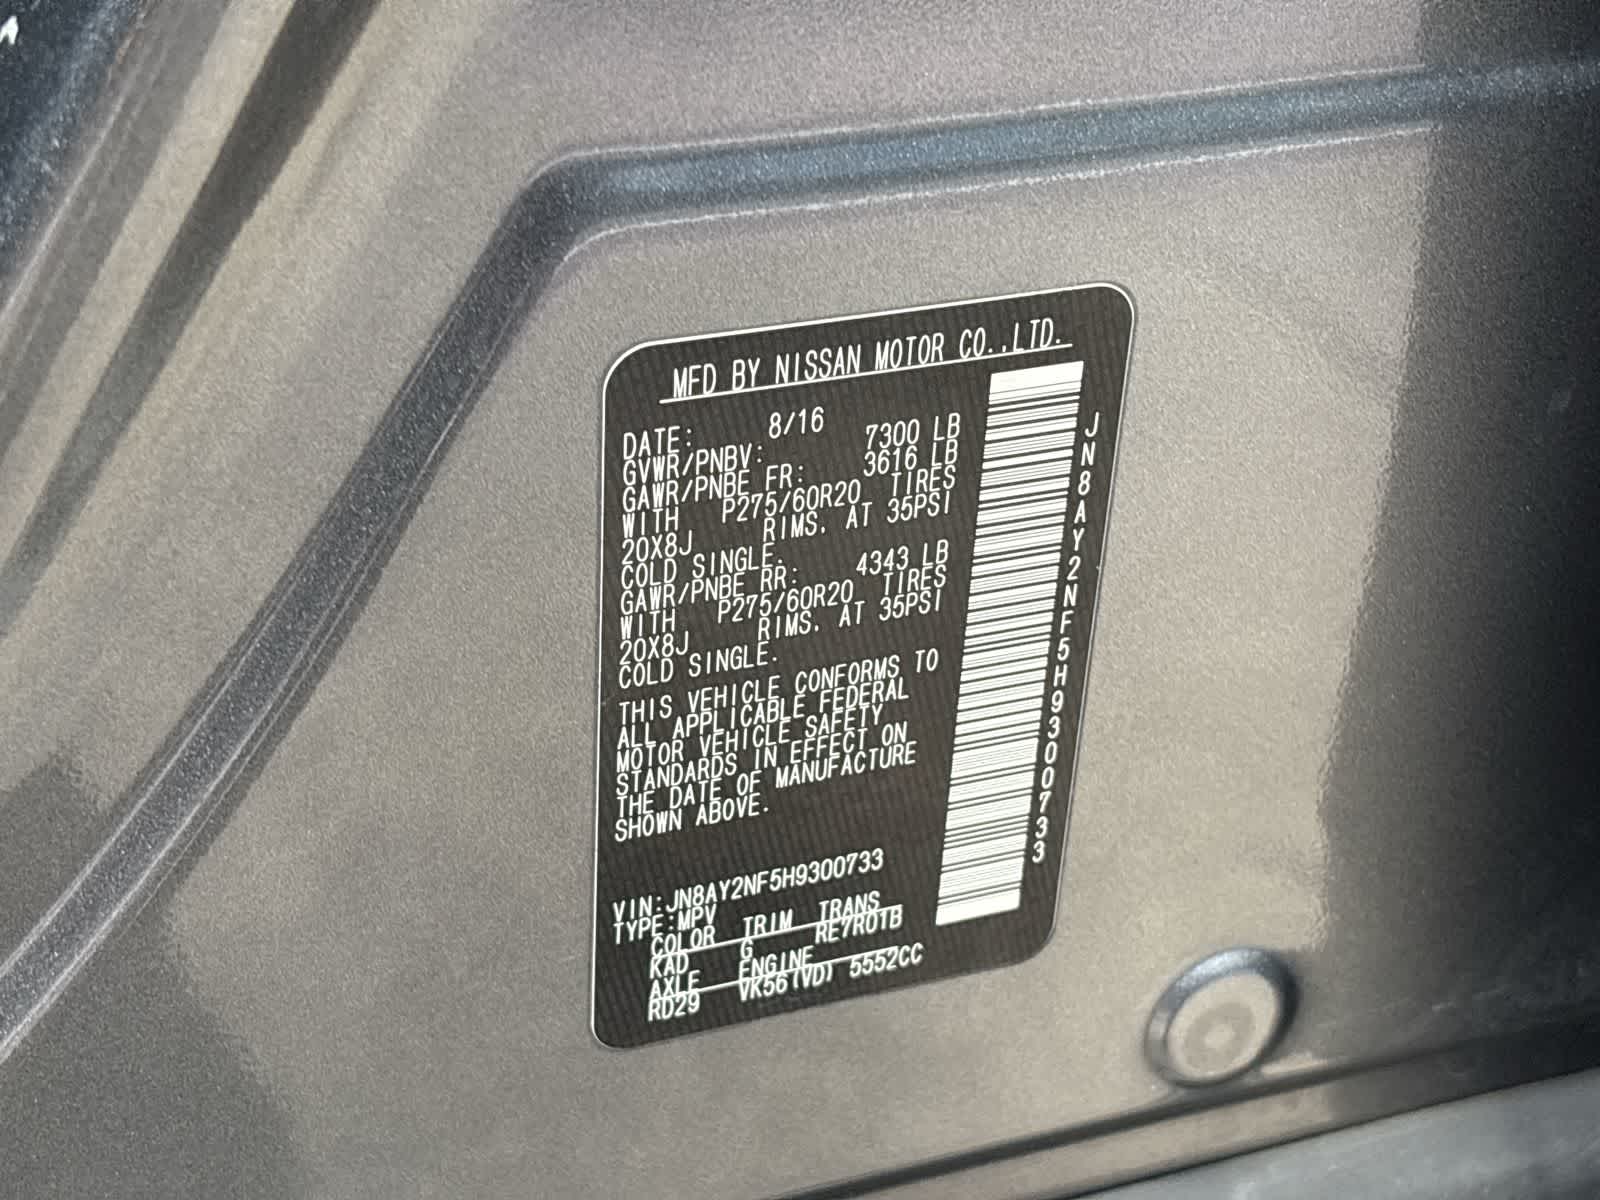 MFD BY NISSAN MOTOR CO.,LTD.
DATE: 8/16
GVWR/PNBV: 7300 LB
GAWR/PNBE FR: 3616 LB
WITH P275/60R20 TIRES
20X8J RIMS. AT 35PSI
COLD SINGLE.
GAWR/PNBE RR: 4343 LB
WITH P275/60R20 TIRES
20X8J RIMS. AT 35PSI
COLD SINGLE.
THIS VEHICLE CONFORMS TO
ALL APPLICABLE FEDERAL
MOTOR VEHICLE SAFETY
STANDARDS IN EFFECT ON
THE DATE OF MANUFACTURE
SHOWN ABOVE.
VIN:JN8AY2NF5H9300733
TYPE:MPV
COLOR TRIM TRANS
KAD G RE7R01B
AXLE ENGINE
RD29 VK56(VD) 5552CC
JN8AY2NF5H9300733